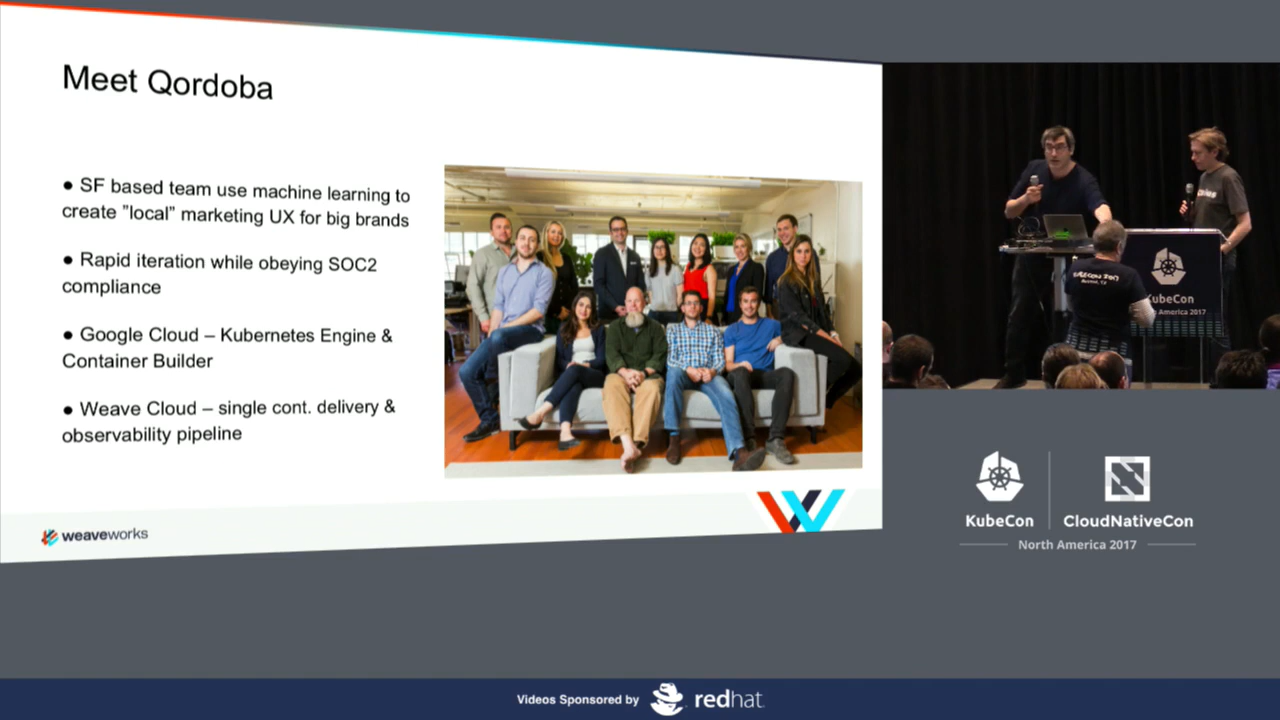 Meet Qordoba
● SF based team use machine learning to
create "local" marketing UX for big brands
● Rapid iteration while obeying SOC2
compliance
● Google Cloud – Kubernetes Engine &
Container Builder
● Weave Cloud – single cont. delivery &
observability pipeline
weaveworks
KubeCon
America 2017
KubeCon
CloudNativeCon
North America 2017
Videos Sponsored by
redhat